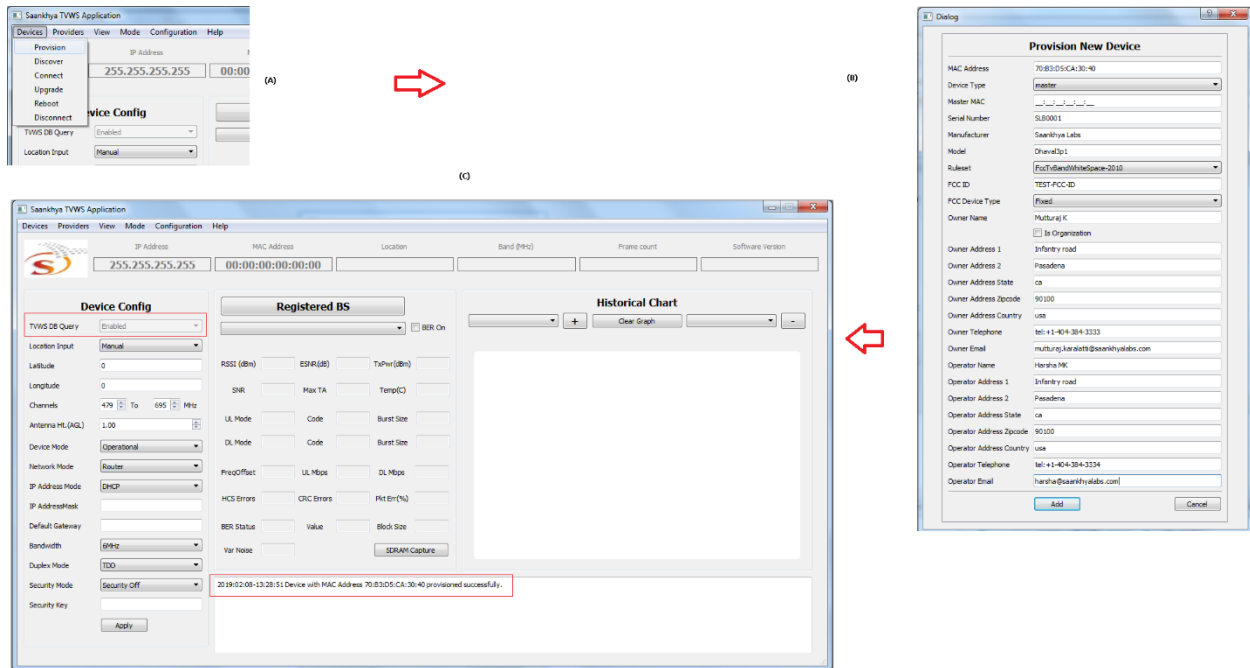 Saankhya TVWS Application
Devices Providers View Mode Configuration Help
Provision
Discover
Connect
Upgrade
Reboot
Disconnect
IP Address
255.255.255.255
00:00
Device Config
TVWS DB Query Enabled
Location Input Manual
(A)
(B)
Dialog
Provision New Device
MAC Address 70:B3:D5:CA:30:40
Device Type master
Master MAC __:__:__:__:__:__
Serial Number SLB0001
Manufacturer Saankhya Labs
Model Dhaval3p1
Ruleset FccTvBandWhiteSpace-2010
FCC ID TEST-FCC-ID
FCC Device Type Fixed
Owner Name Mutturaj K
Is Organization
Owner Address 1 Infantry road
Owner Address 2 Pasadena
Owner Address State ca
Owner Address Zipcode 90100
Owner Address Country usa
Owner Telephone tel:+1-404-384-3333
Owner Email mutturaj.karalatti@saankhyalabs.com
Operator Name Harsha MK
Operator Address 1 Infantry road
Operator Address 2 Pasadena
Operator Address State ca
Operator Address Zipcode 90100
Operator Address Country usa
Operator Telephone tel:+1-404-384-3334
Operator Email harsha@saankhyalabs.com
Add Cancel
(C)
Saankhya TVWS Application
Devices Providers View Mode Configuration Help
IP Address MAC Address Location Band (MHz) Frame count Software Version
255.255.255.255 00:00:00:00:00:00
Device Config
TVWS DB Query Enabled
Location Input Manual
Latitude 0
Longitude 0
Channels 479 To 695 MHz
Antenna Ht.(AGL) 1.00
Device Mode Operational
Network Mode Router
IP Address Mode DHCP
IP AddressMask
Default Gateway
Bandwidth 6MHz
Duplex Mode TDD
Security Mode Security Off
Security Key
Apply
Registered BS
BER On
RSSI (dBm) ESNR(dB) TxPwr(dBm)
SNR Max TA Temp(C)
UL Mode Code Burst Size
DL Mode Code Burst Size
FreqOffset UL Mbps DL Mbps
HCS Errors CRC Errors Pkt Err(%)
BER Status Value Block Size
Var Noise SDRAM Capture
Historical Chart
+ Clear Graph -
2019:02:08-13:28:51 Device with MAC Address 70:B3:D5:CA:30:40 provisioned successfully.